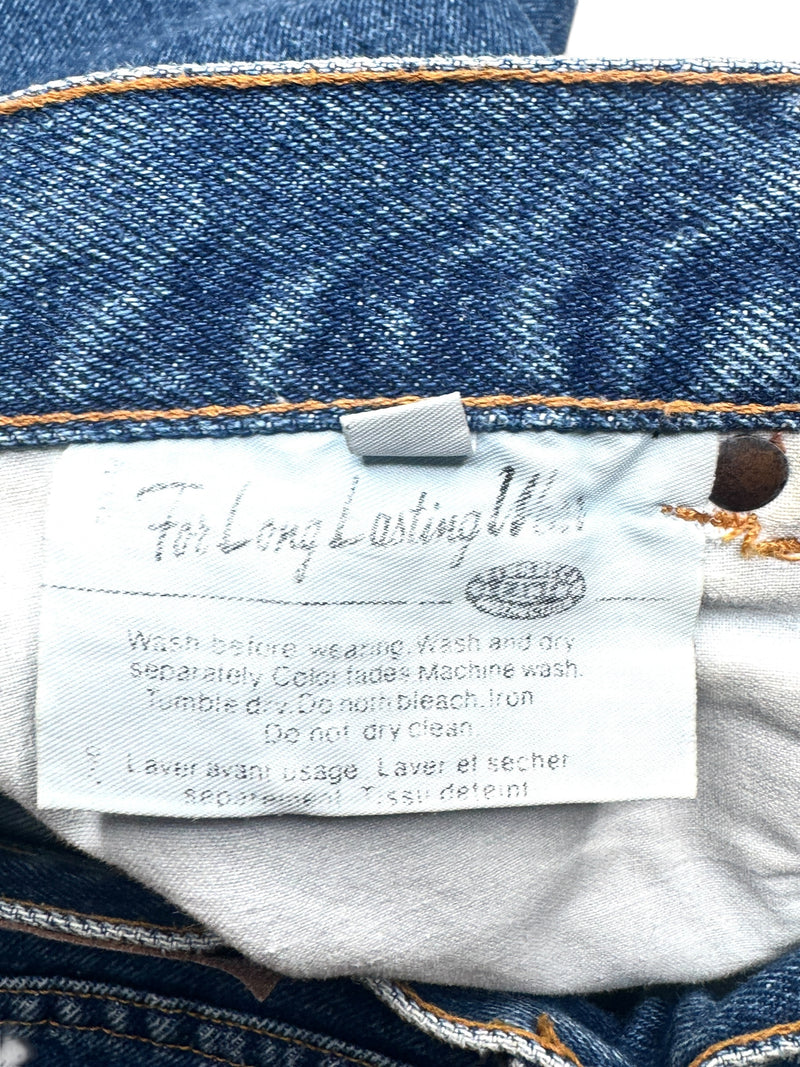 For Long Lasting Wear
Wash before wearing. Wash and dry
separately Color fades Machine wash.
Tumble dry. Do not bleach. Iron
Do not dry clean.
Laver avant usage. Laver et secher
separement Tissu deteint